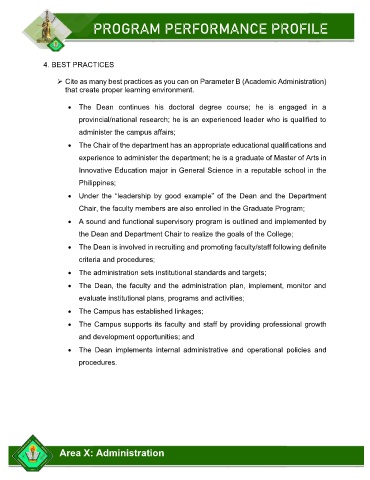 PROGRAM PERFORMANCE PROFILE
4. BEST PRACTICES
➢ Cite as many best practices as you can on Parameter B (Academic Administration)
that create proper learning environment.
• The Dean continues his doctoral degree course; he is engaged in a
provincial/national research; he is an experienced leader who is qualified to
administer the campus affairs;
• The Chair of the department has an appropriate educational qualifications and
experience to administer the department; he is a graduate of Master of Arts in
Innovative Education major in General Science in a reputable school in the
Philippines;
• Under the “leadership by good example” of the Dean and the Department
Chair, the faculty members are also enrolled in the Graduate Program;
• A sound and functional supervisory program is outlined and implemented by
the Dean and Department Chair to realize the goals of the College;
• The Dean is involved in recruiting and promoting faculty/staff following definite
criteria and procedures;
• The administration sets institutional standards and targets;
• The Dean, the faculty and the administration plan, implement, monitor and
evaluate institutional plans, programs and activities;
• The Campus has established linkages;
• The Campus supports its faculty and staff by providing professional growth
and development opportunities; and
• The Dean implements internal administrative and operational policies and
procedures.
Area X: Administration